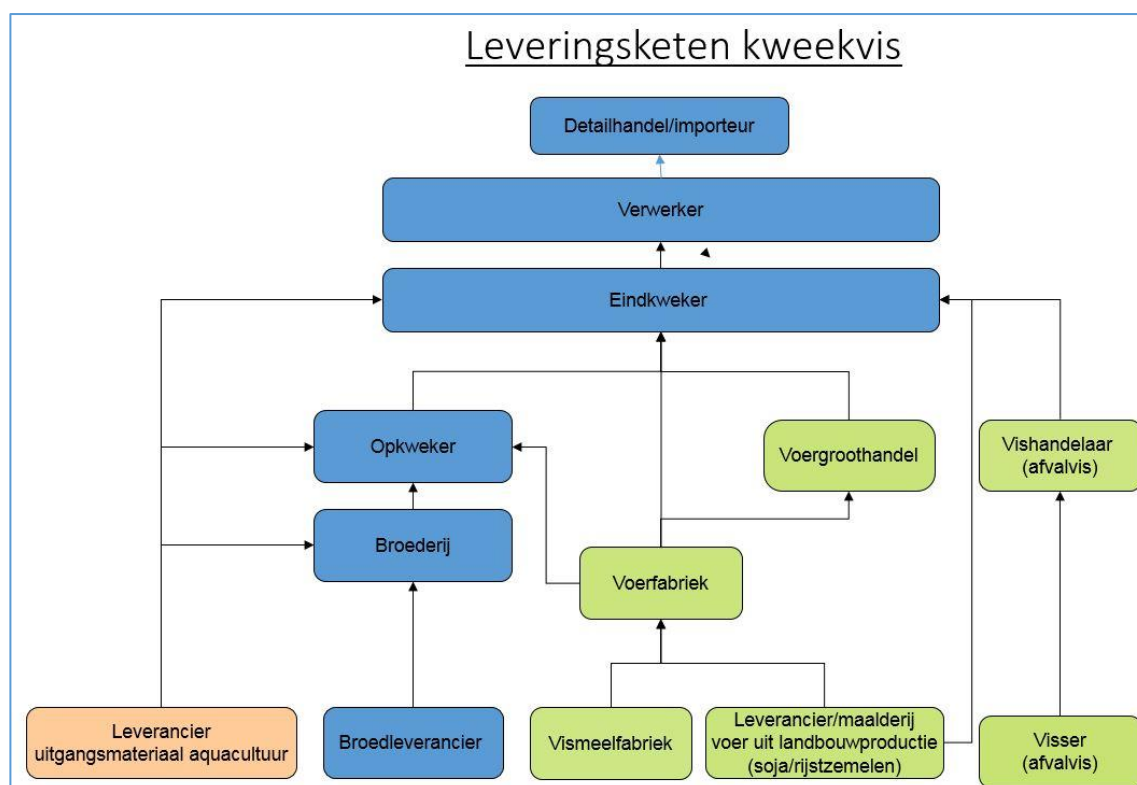 Leveringsketen kweekvis
Detailhandel/importeur
Verwerker
Eindkweker
Opkweker
Voergroothandel
Vishandelaar
(afvalvis)
Broederij
Voerfabriek
Leverancier
uitgangsmateriaal aquacultuur
Broedleverancier
Vismeelfabriek
Leverancier/maalderij
voer uit landbouwproductie
(soja/rijstzemelen)
Visser
(afvalvis)